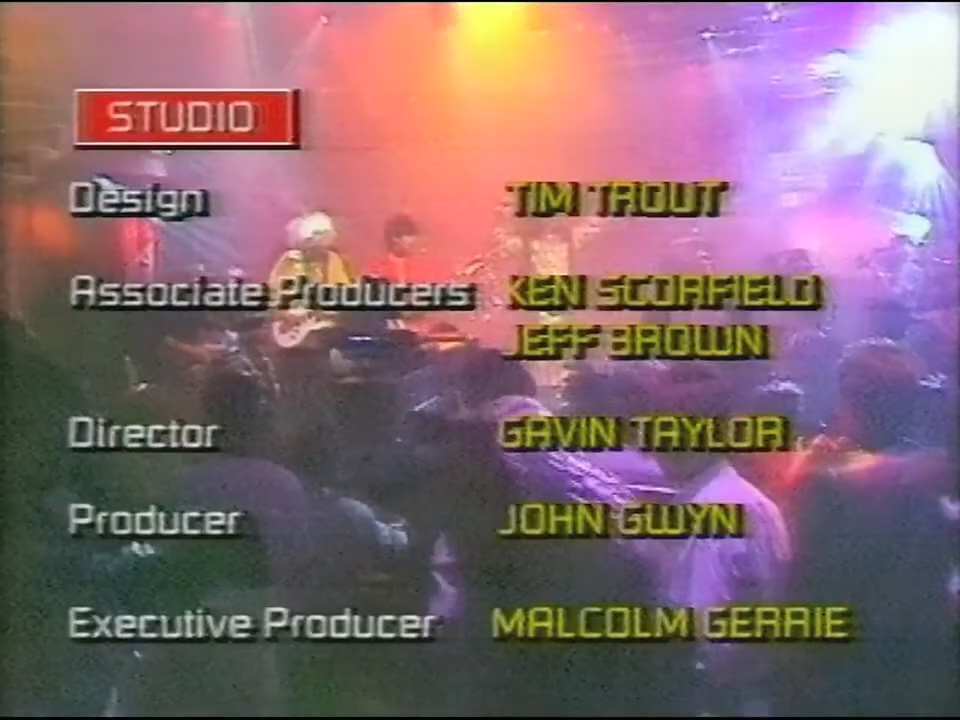 STUDIO
Design TIM TROUT
Associate Producers KEN SCORFIELD
JEFF BROWN
Director GAVIN TAYLOR
Producer JOHN GWYN
Executive Producer MALCOLM GERRIE